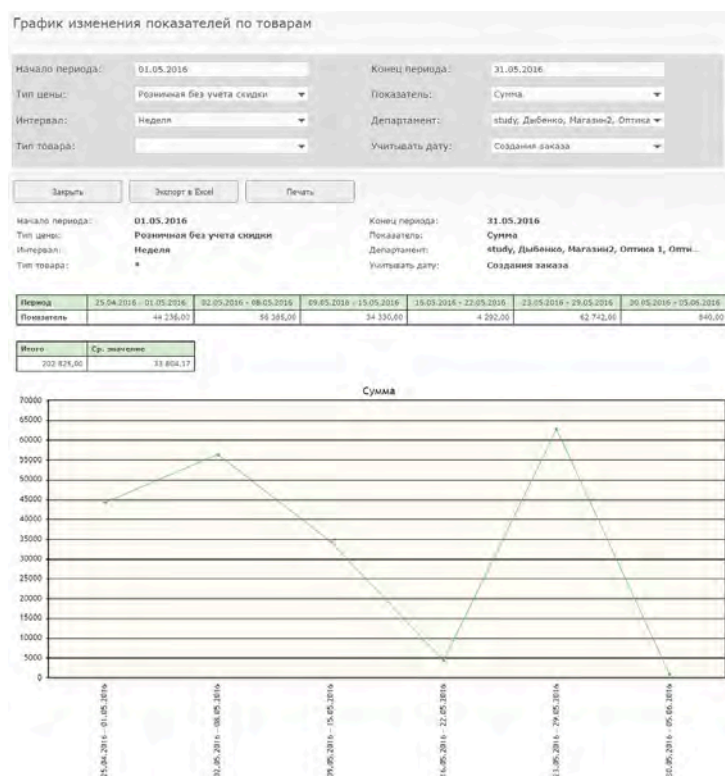 График изменения показателей по товарам
Начало периода: 01.05.2016 Конец периода: 31.05.2016
Тип цены: Розничная без учета скидки Показатель: Сумма
Интервал: Неделя Департамент: study, Дыбенко, Магазин2, Оптика
Тип товара: Учитывать дату: Создания заказа
Закрыть Экспорт в Excel Печать
Начало периода: 01.05.2016 Конец периода: 31.05.2016
Тип цены: Розничная без учета скидки Показатель: Сумма
Интервал: Неделя Департамент: study, Дыбенко, Магазин2, Оптика 1, Опти...
Тип товара: * Учитывать дату: Создания заказа
Период 25.04.2016 - 01.05.2016 02.05.2016 - 08.05.2016 09.05.2016 - 15.05.2016 16.05.2016 - 22.05.2016 23.05.2016 - 29.05.2016 30.05.2016 - 05.06.2016
Показатель 44 236,00 56 385,00 34 330,00 4 292,00 62 742,00 840,00
Итого Ср. значение
202 825,00 33 804,17
Сумма
70000
65000
60000
55000
50000
45000
40000
35000
30000
25000
20000
15000
10000
5000
0
25.04.2016 - 01.05.2016
02.05.2016 - 08.05.2016
09.05.2016 - 15.05.2016
16.05.2016 - 22.05.2016
23.05.2016 - 29.05.2016
30.05.2016 - 05.06.2016